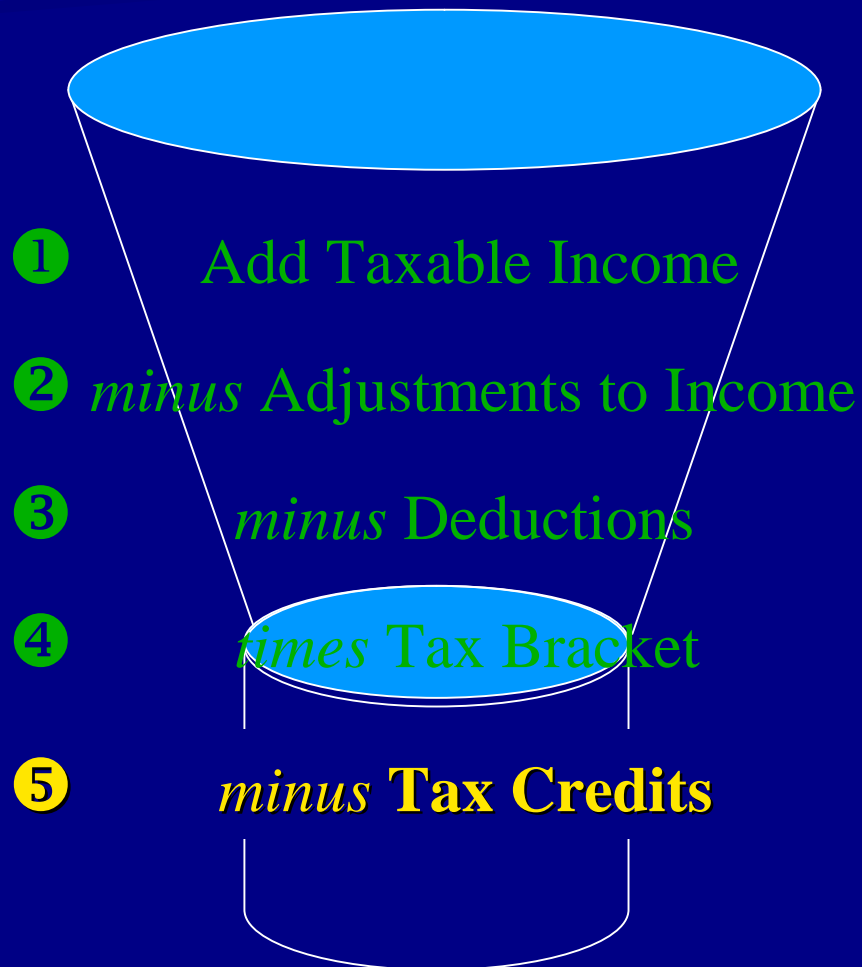 ❶ Add Taxable Income
❷ minus Adjustments to Income
❸ minus Deductions
❹ times Tax Bracket
❺ minus Tax Credits